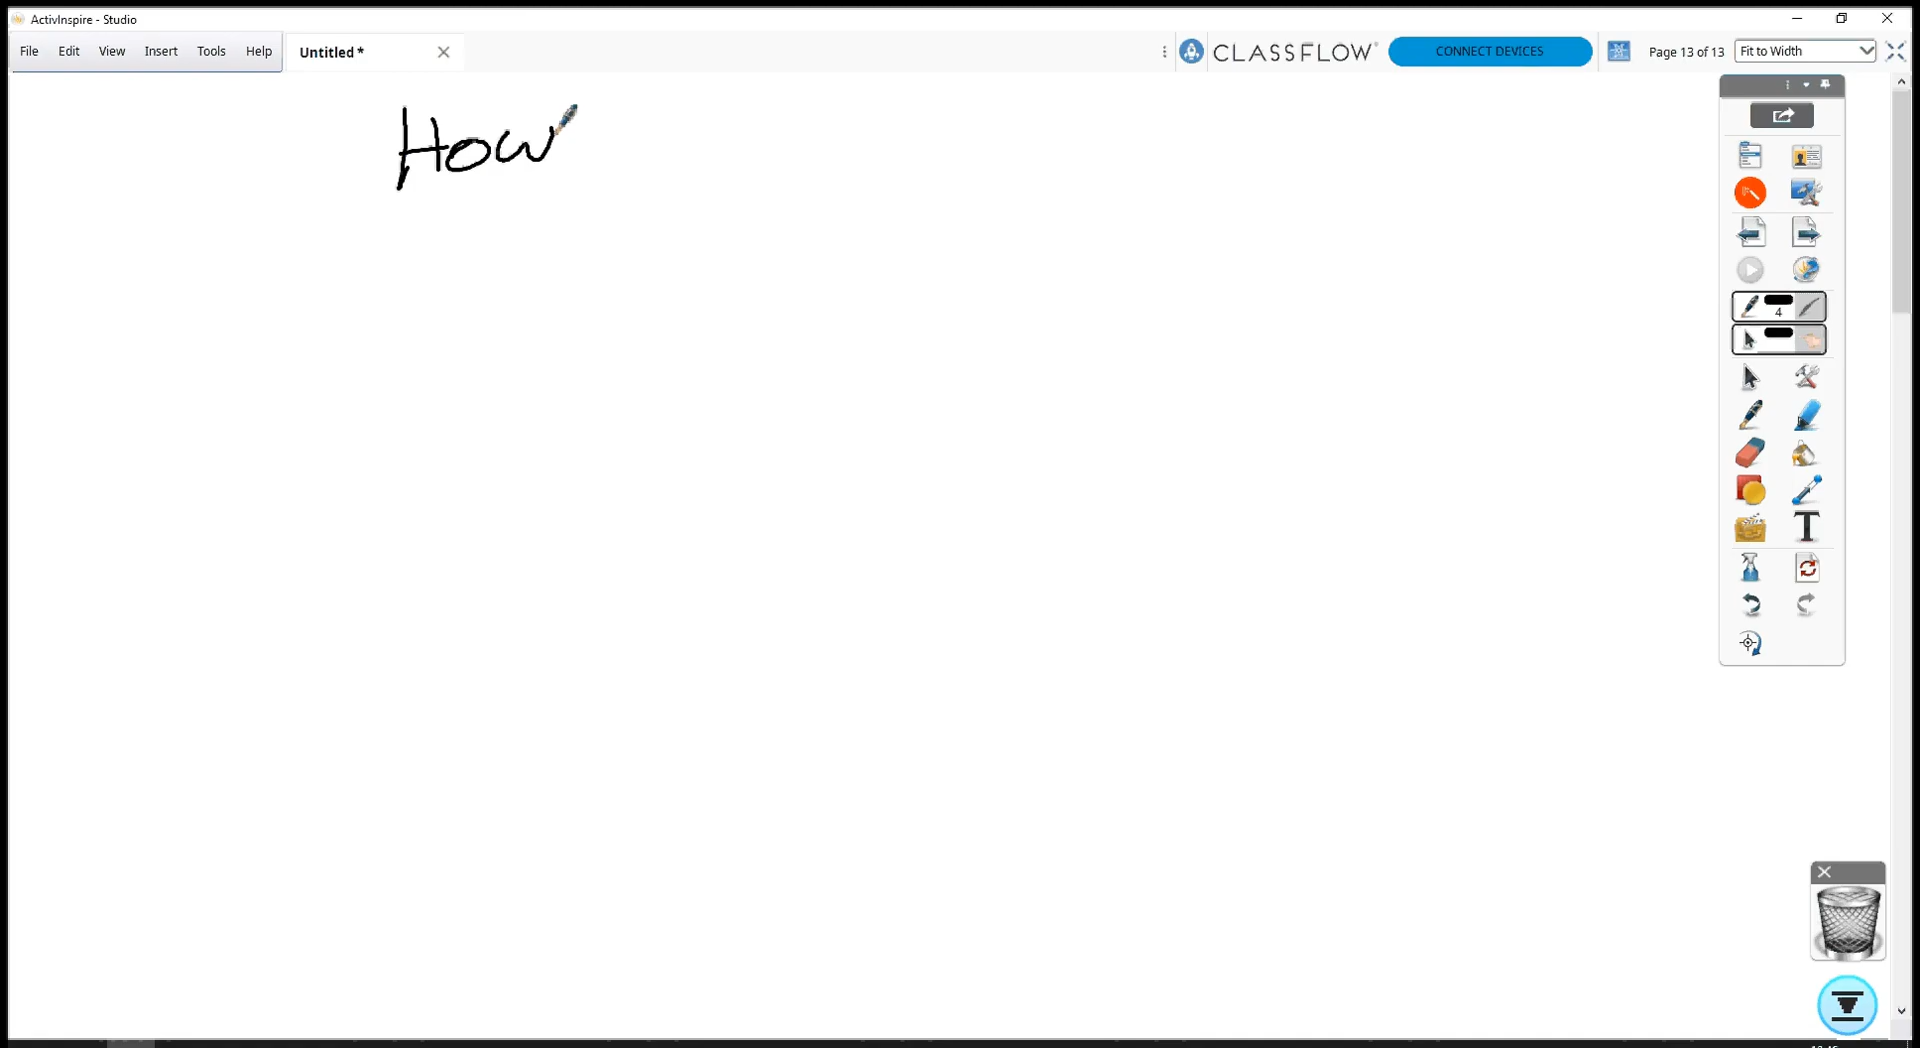 ActivInspire - Studio
File Edit View Insert Tools Help Untitled * CLASSFLOW CONNECT DEVICES Page 13 of 13 Fit to Width
How
4
T